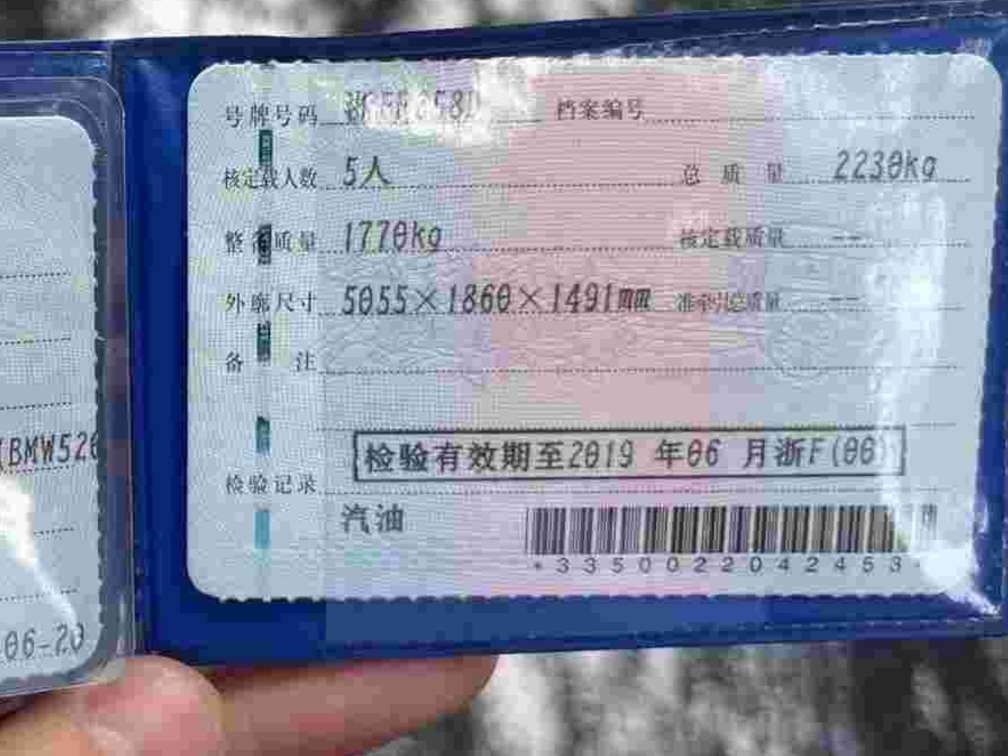 号牌号码 档案编号
核定载人数 5人 总质量 2230kg
整备质量 1770kg 核定载质量 --
外廓尺寸 5055×1860×1491mm 准牵引总质量 --
备注
BMW520
检验有效期至2019 年06 月浙F(00)
检验记录
汽油
*3350022042453
06-20